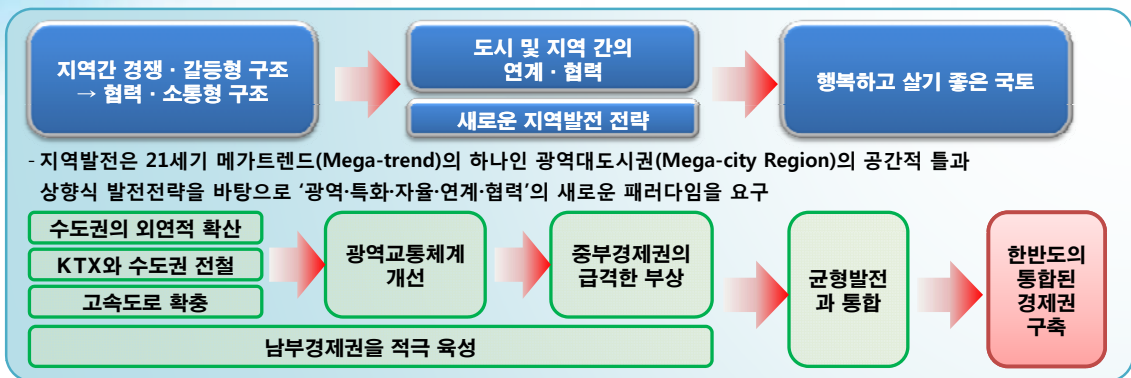 지역간 경쟁 · 갈등형 구조
→ 협력 · 소통형 구조
도시 및 지역 간의
연계 · 협력
새로운 지역발전 전략
행복하고 살기 좋은 국토
- 지역발전은 21세기 메가트렌드(Mega-trend)의 하나인 광역대도시권(Mega-city Region)의 공간적 틀과
상향식 발전전략을 바탕으로 ‘광역·특화·자율·연계·협력’의 새로운 패러다임을 요구
수도권의 외연적 확산
KTX와 수도권 전철
고속도로 확충
광역교통체계
개선
중부경제권의
급격한 부상
남부경제권을 적극 육성
균형발전
과 통합
한반도의
통합된
경제권
구축